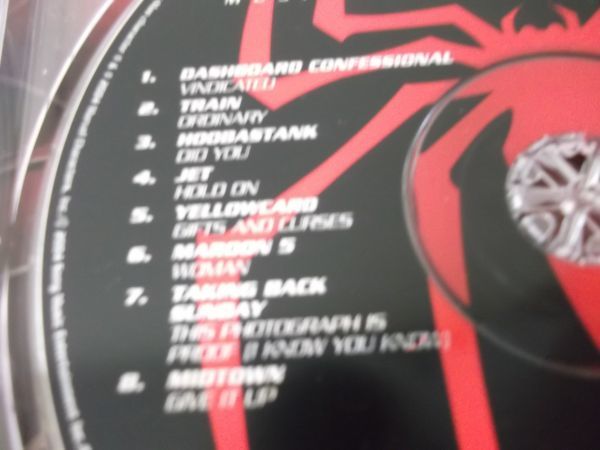 1. DASHBOARD CONFESSIONAL
VINDICATED
2. TRAIN
ORDINARY
3. HOOBASTANK
DID YOU
4. JET
HOLD ON
5. YELLOWCARD
GIFTS AND CURSES
6. MAROON 5
WOMAN
7. TAKING BACK
SUNDAY
THIS PHOTOGRAPH IS
PROOF (I KNOW YOU KNOW)
8. MIDTOWN
GIVE IT UP